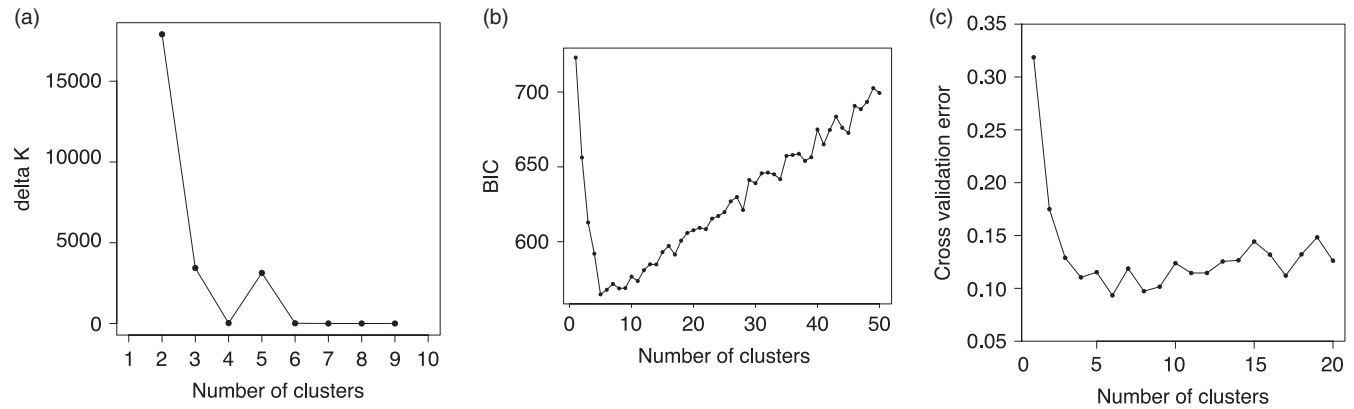 (a)
delta K
15000
10000
5000
0
1 2 3 4 5 6 7 8 9 10
Number of clusters
(b)
BIC
700
650
600
0 10 20 30 40 50
Number of clusters
(c)
Cross validation error
0.35
0.30
0.25
0.20
0.15
0.10
0.05
0 5 10 15 20
Number of clusters